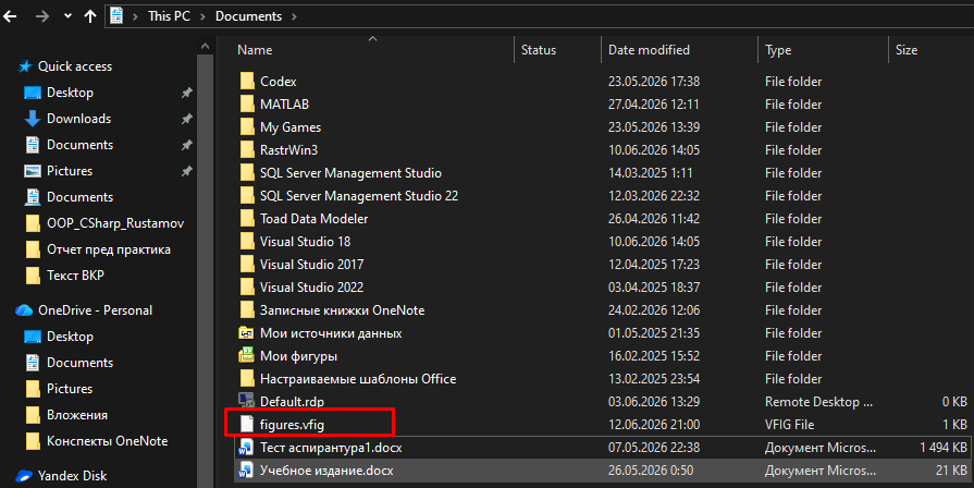 This PC > Documents >
Name Status Date modified Type Size
Quick access
Desktop
Downloads
Documents
Pictures
Documents
OOP_CSharp_Rustamov
Отчет пред практика
Текст ВКР
OneDrive - Personal
Desktop
Documents
Pictures
Вложения
Конспекты OneNote
Yandex Disk
Codex 23.05.2026 17:38 File folder
MATLAB 27.04.2026 12:11 File folder
My Games 23.05.2026 13:39 File folder
RastrWin3 10.06.2026 14:05 File folder
SQL Server Management Studio 14.03.2025 1:11 File folder
SQL Server Management Studio 22 12.03.2026 22:32 File folder
Toad Data Modeler 26.04.2026 11:42 File folder
Visual Studio 18 10.06.2026 14:05 File folder
Visual Studio 2017 12.04.2025 17:23 File folder
Visual Studio 2022 03.04.2025 18:37 File folder
Записные книжки OneNote 24.02.2026 12:06 File folder
Мои источники данных 01.05.2025 21:35 File folder
Мои фигуры 16.02.2025 15:52 File folder
Настраиваемые шаблоны Office 13.02.2025 23:54 File folder
Default.rdp 03.06.2026 13:29 Remote Desktop ... 0 KB
figures.vfig 12.06.2026 21:00 VFIG File 1 KB
Тест аспирантура1.docx 07.05.2026 22:38 Документ Micros... 1 494 KB
Учебное издание.docx 26.05.2026 0:50 Документ Micros... 21 KB